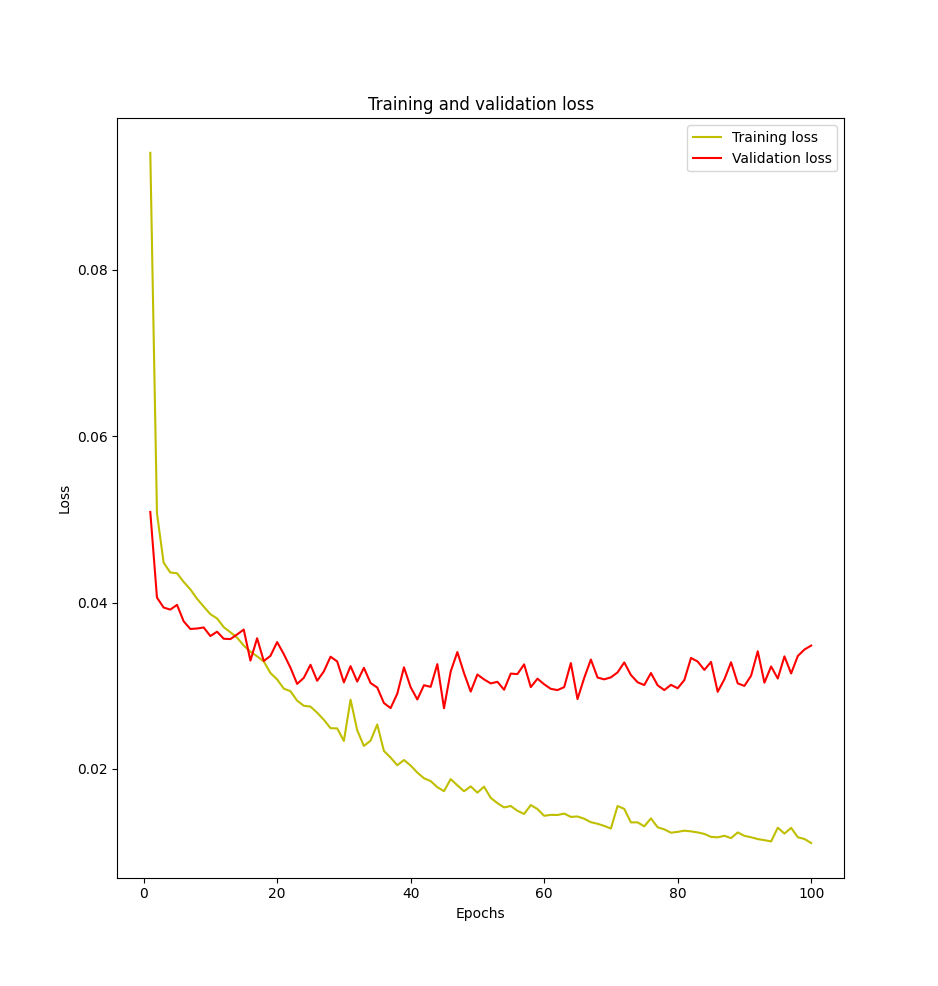 Training and validation loss
Training loss
Validation loss
0.08
0.06
0.04
0.02
Loss
0 20 40 60 80 100
Epochs